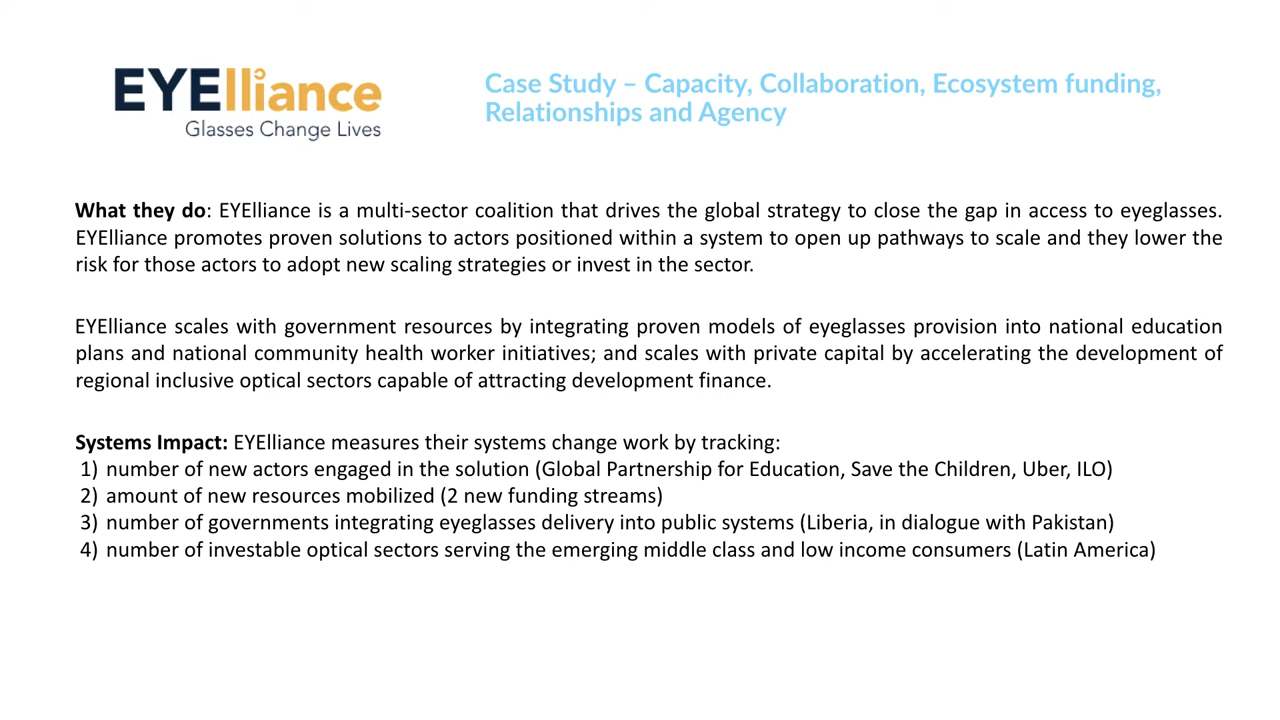 EYElliance
Glasses Change Lives
Case Study – Capacity, Collaboration, Ecosystem funding,
Relationships and Agency
What they do: EYElliance is a multi-sector coalition that drives the global strategy to close the gap in access to eyeglasses.
EYElliance promotes proven solutions to actors positioned within a system to open up pathways to scale and they lower the
risk for those actors to adopt new scaling strategies or invest in the sector.
EYElliance scales with government resources by integrating proven models of eyeglasses provision into national education
plans and national community health worker initiatives; and scales with private capital by accelerating the development of
regional inclusive optical sectors capable of attracting development finance.
Systems Impact: EYElliance measures their systems change work by tracking:
1) number of new actors engaged in the solution (Global Partnership for Education, Save the Children, Uber, ILO)
2) amount of new resources mobilized (2 new funding streams)
3) number of governments integrating eyeglasses delivery into public systems (Liberia, in dialogue with Pakistan)
4) number of investable optical sectors serving the emerging middle class and low income consumers (Latin America)